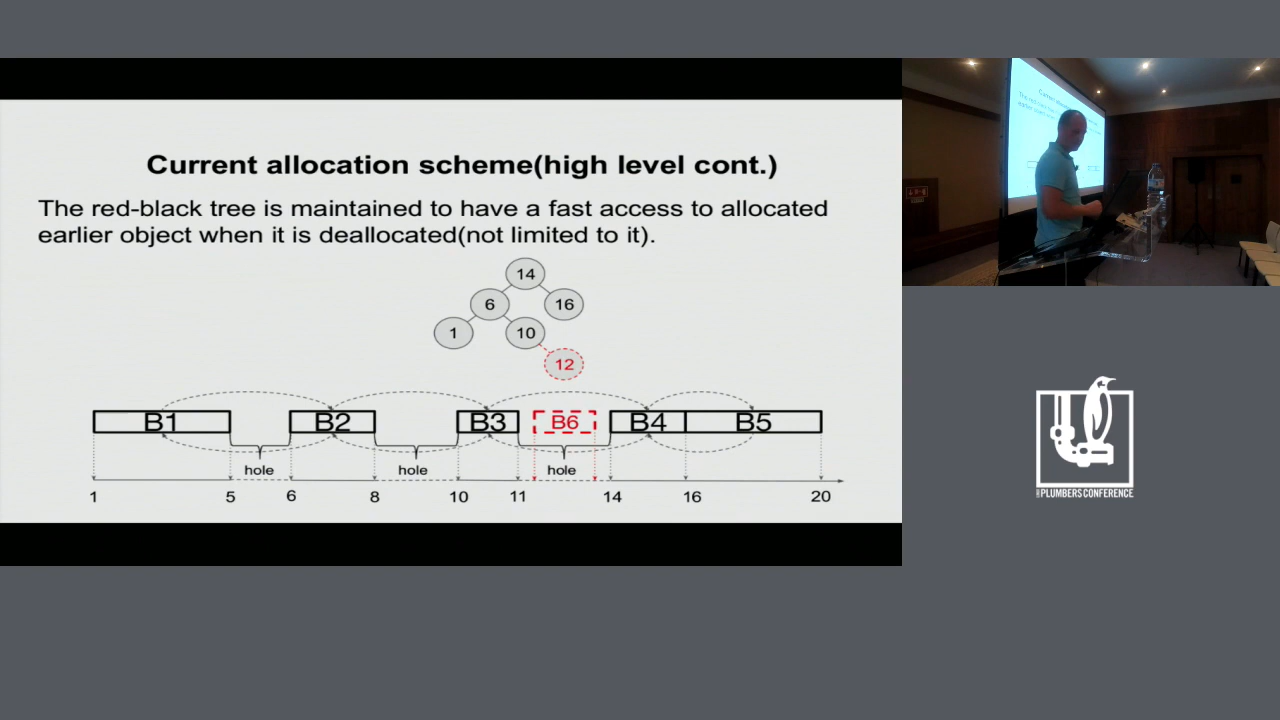 Current allocation scheme(high level cont.)
The red-black tree is maintained to have a fast access to allocated
earlier object when it is deallocated(not limited to it).
14
6 16
1 10
12
B1 B2 B3 B6 B4 B5
hole hole hole
1 5 6 8 10 11 14 16 20
PLUMBERS CONFERENCE